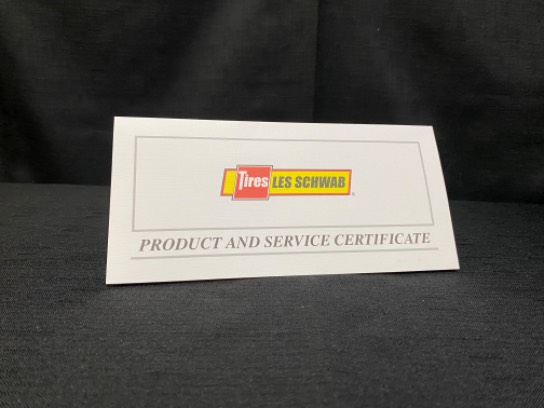 Tires LES SCHWAB
PRODUCT AND SERVICE CERTIFICATE